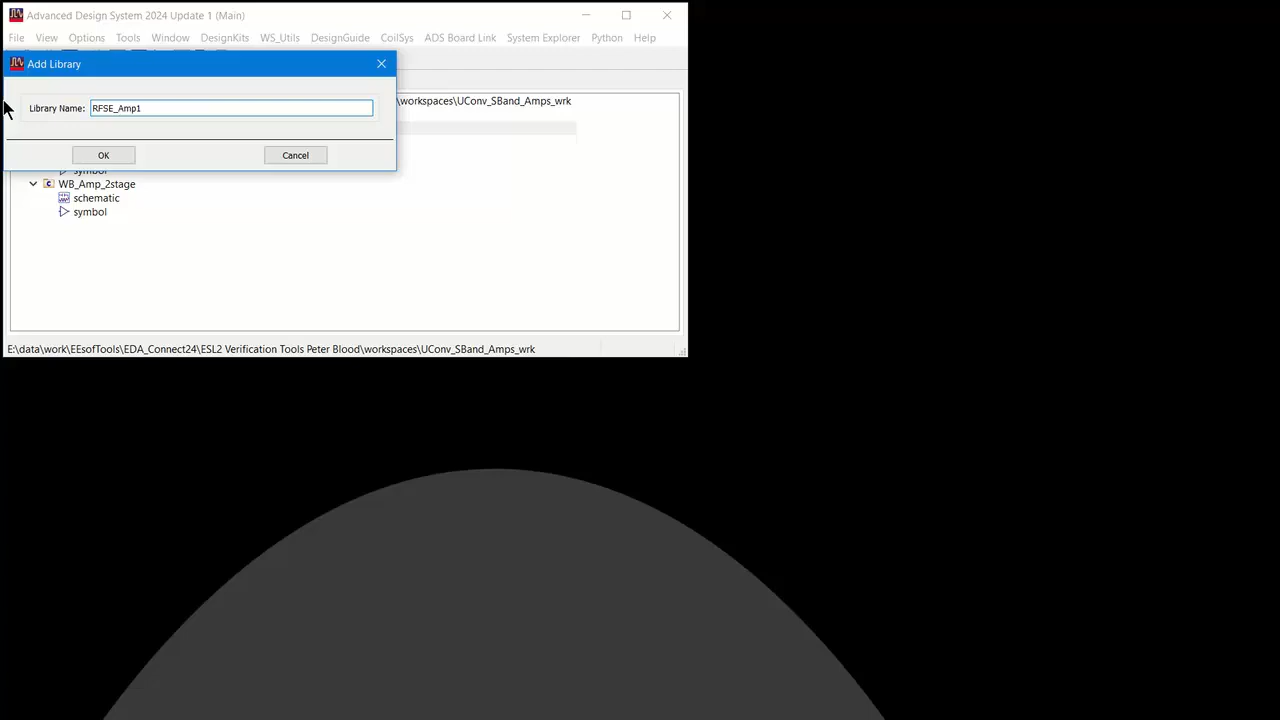 Advanced Design System 2024 Update 1 (Main)
File View Options Tools Window DesignKits WS_Utils DesignGuide CoilSys ADS Board Link System Explorer Python Help
Add Library
\workspaces\UConv_SBand_Amps_wrk
Library Name: RFSE_Amp1
OK Cancel
symbol
WB_Amp_2stage
schematic
symbol
E:\data\work\EEsofTools\EDA_Connect24\ESL2 Verification Tools Peter Blood\workspaces\UConv_SBand_Amps_wrk